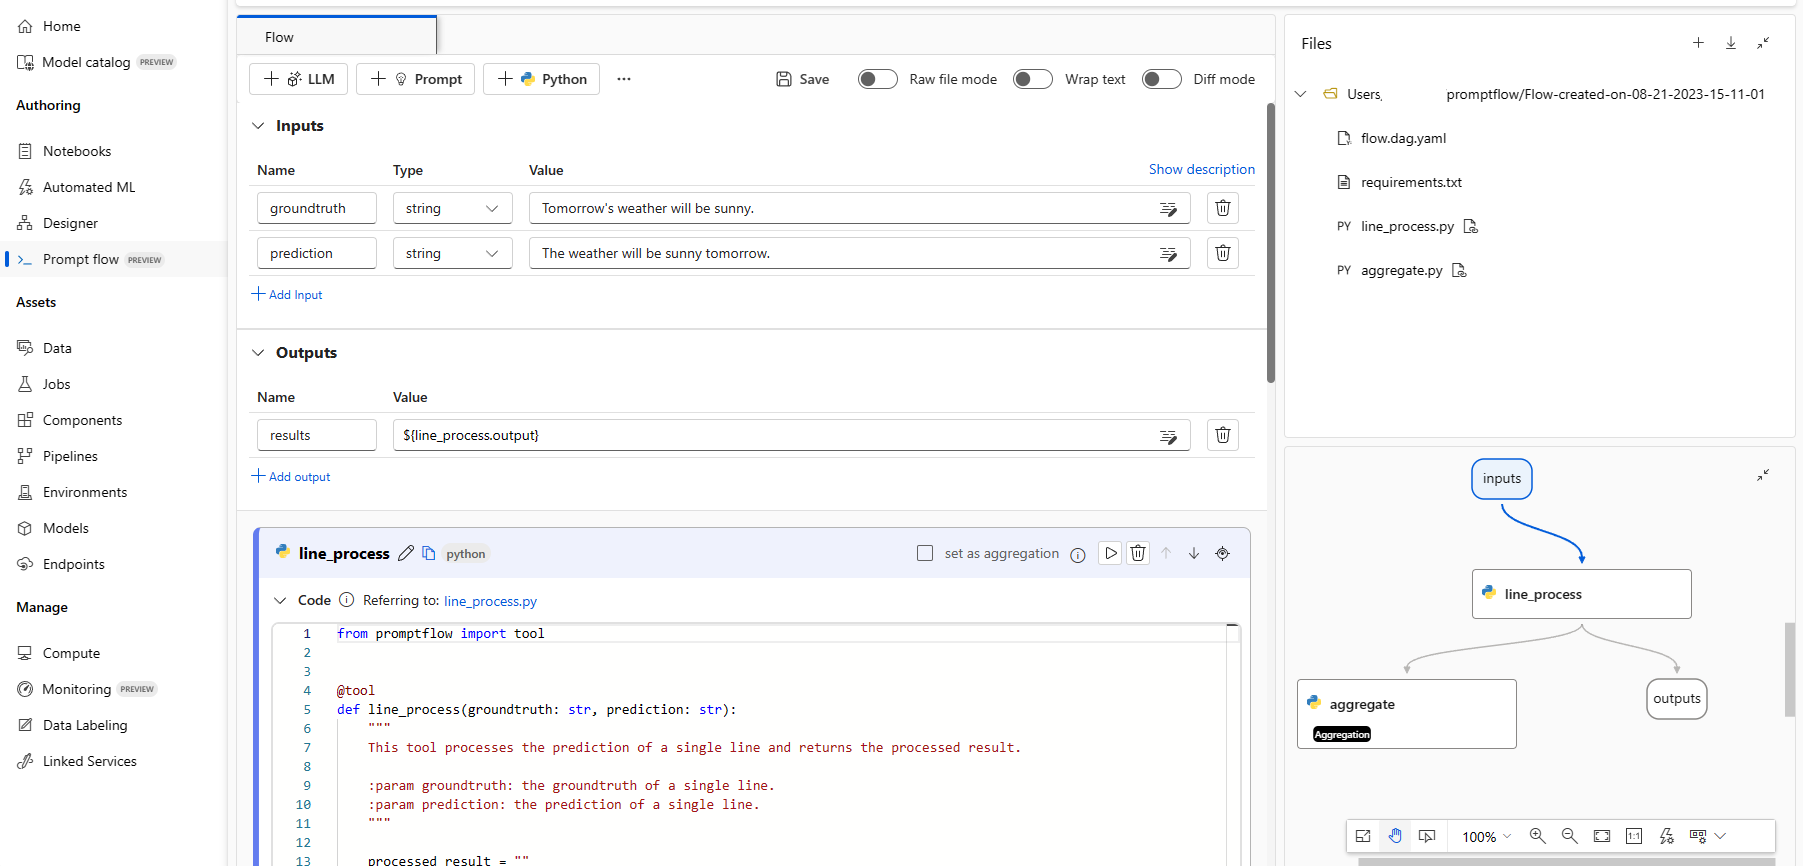 Home
Model catalog PREVIEW
Authoring
Notebooks
Automated ML
Designer
Prompt flow PREVIEW
Assets
Data
Jobs
Components
Pipelines
Environments
Models
Endpoints
Manage
Compute
Monitoring PREVIEW
Data Labeling
Linked Services
Flow
LLM Prompt Python ... Save Raw file mode Wrap text Diff mode
Inputs
Name Type Value Show description
groundtruth string Tomorrow's weather will be sunny.
prediction string The weather will be sunny tomorrow.
+ Add Input
Outputs
Name Value
results ${line_process.output}
+ Add output
line_process python set as aggregation
Code Referring to: line_process.py
1 from promptflow import tool
2
3
4 @tool
5 def line_process(groundtruth: str, prediction: str):
6 """
7 This tool processes the prediction of a single line and returns the processed result.
8
9 :param groundtruth: the groundtruth of a single line.
10 :param prediction: the prediction of a single line.
11 """
12
13 processed_result = ""
Files
Users, promptflow/Flow-created-on-08-21-2023-15-11-01
flow.dag.yaml
requirements.txt
PY line_process.py
PY aggregate.py
inputs
line_process
aggregate
Aggregation
outputs
100% 1:1